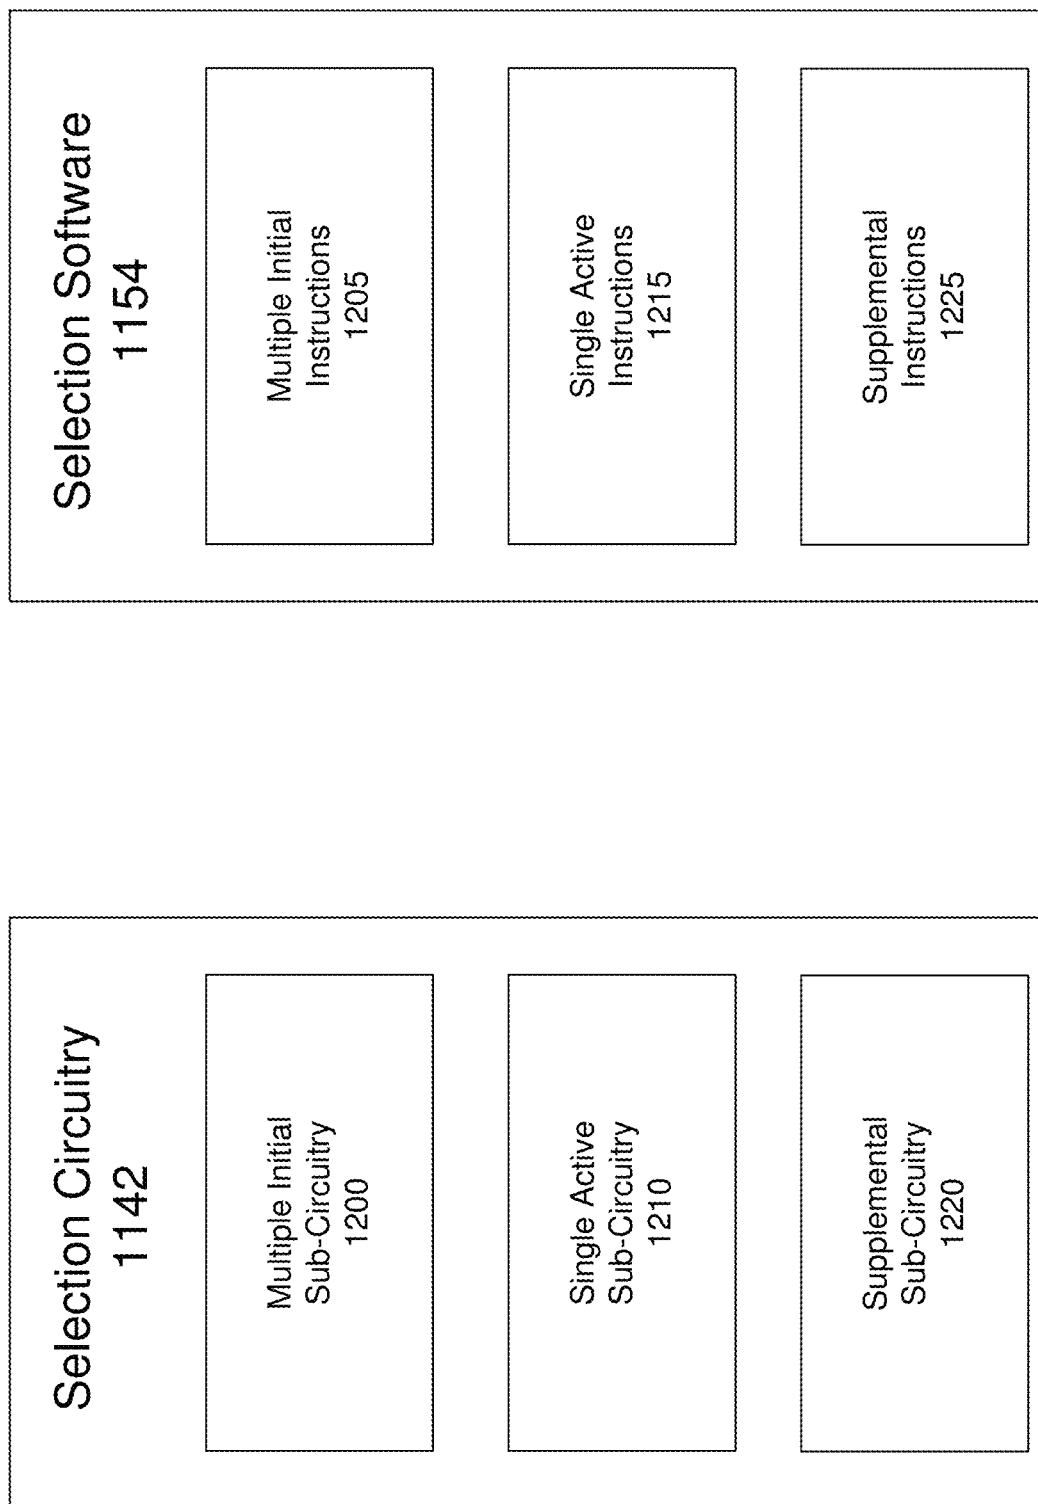 Selection Circuitry
1142
Multiple Initial
Sub-Circuitry
1200
Single Active
Sub-Circuitry
1210
Supplemental
Sub-Circuitry
1220
Selection Software
1154
Multiple Initial
Instructions
1205
Single Active
Instructions
1215
Supplemental
Instructions
1225